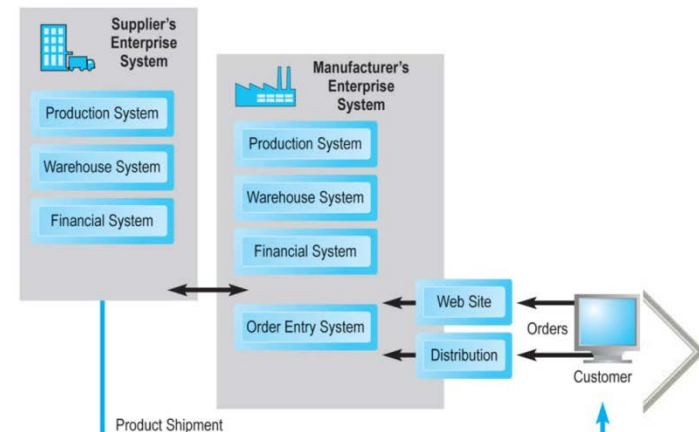 Supplier's
Enterprise
System
Production System
Warehouse System
Financial System
Manufacturer's
Enterprise
System
Production System
Warehouse System
Financial System
Order Entry System
Web Site
Distribution
Orders
Customer
Product Shipment